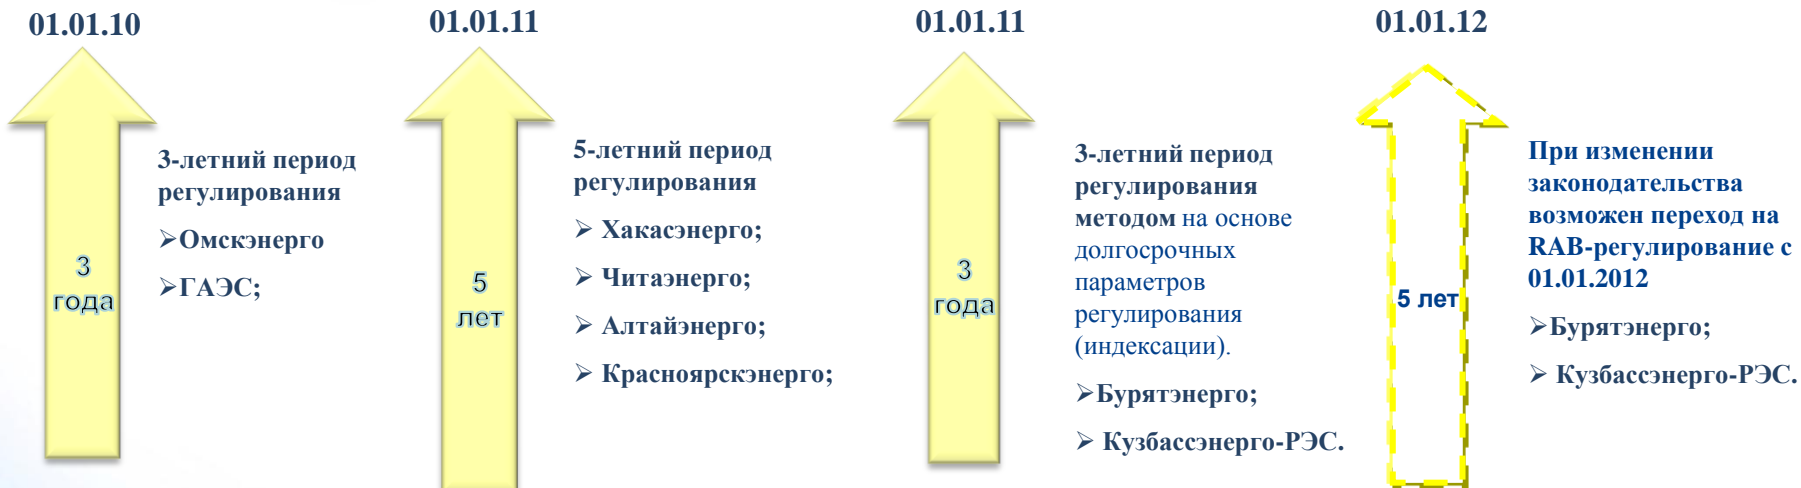 01.01.10
3
года
3-летний период
регулирования
➢Омскэнерго
➢ГАЭС;
01.01.11
5
лет
5-летний период
регулирования
➢ Хакасэнерго;
➢ Читаэнерго;
➢ Алтайэнерго;
➢ Красноярскэнерго;
01.01.11
3
года
3-летний период
регулирования
методом на основе
долгосрочных
параметров
регулирования
(индексации).
➢Бурятэнерго;
➢ Кузбассэнерго-РЭС.
01.01.12
5 лет
При изменении
законодательства
возможен переход на
RAB-регулирование с
01.01.2012
➢Бурятэнерго;
➢ Кузбассэнерго-РЭС.